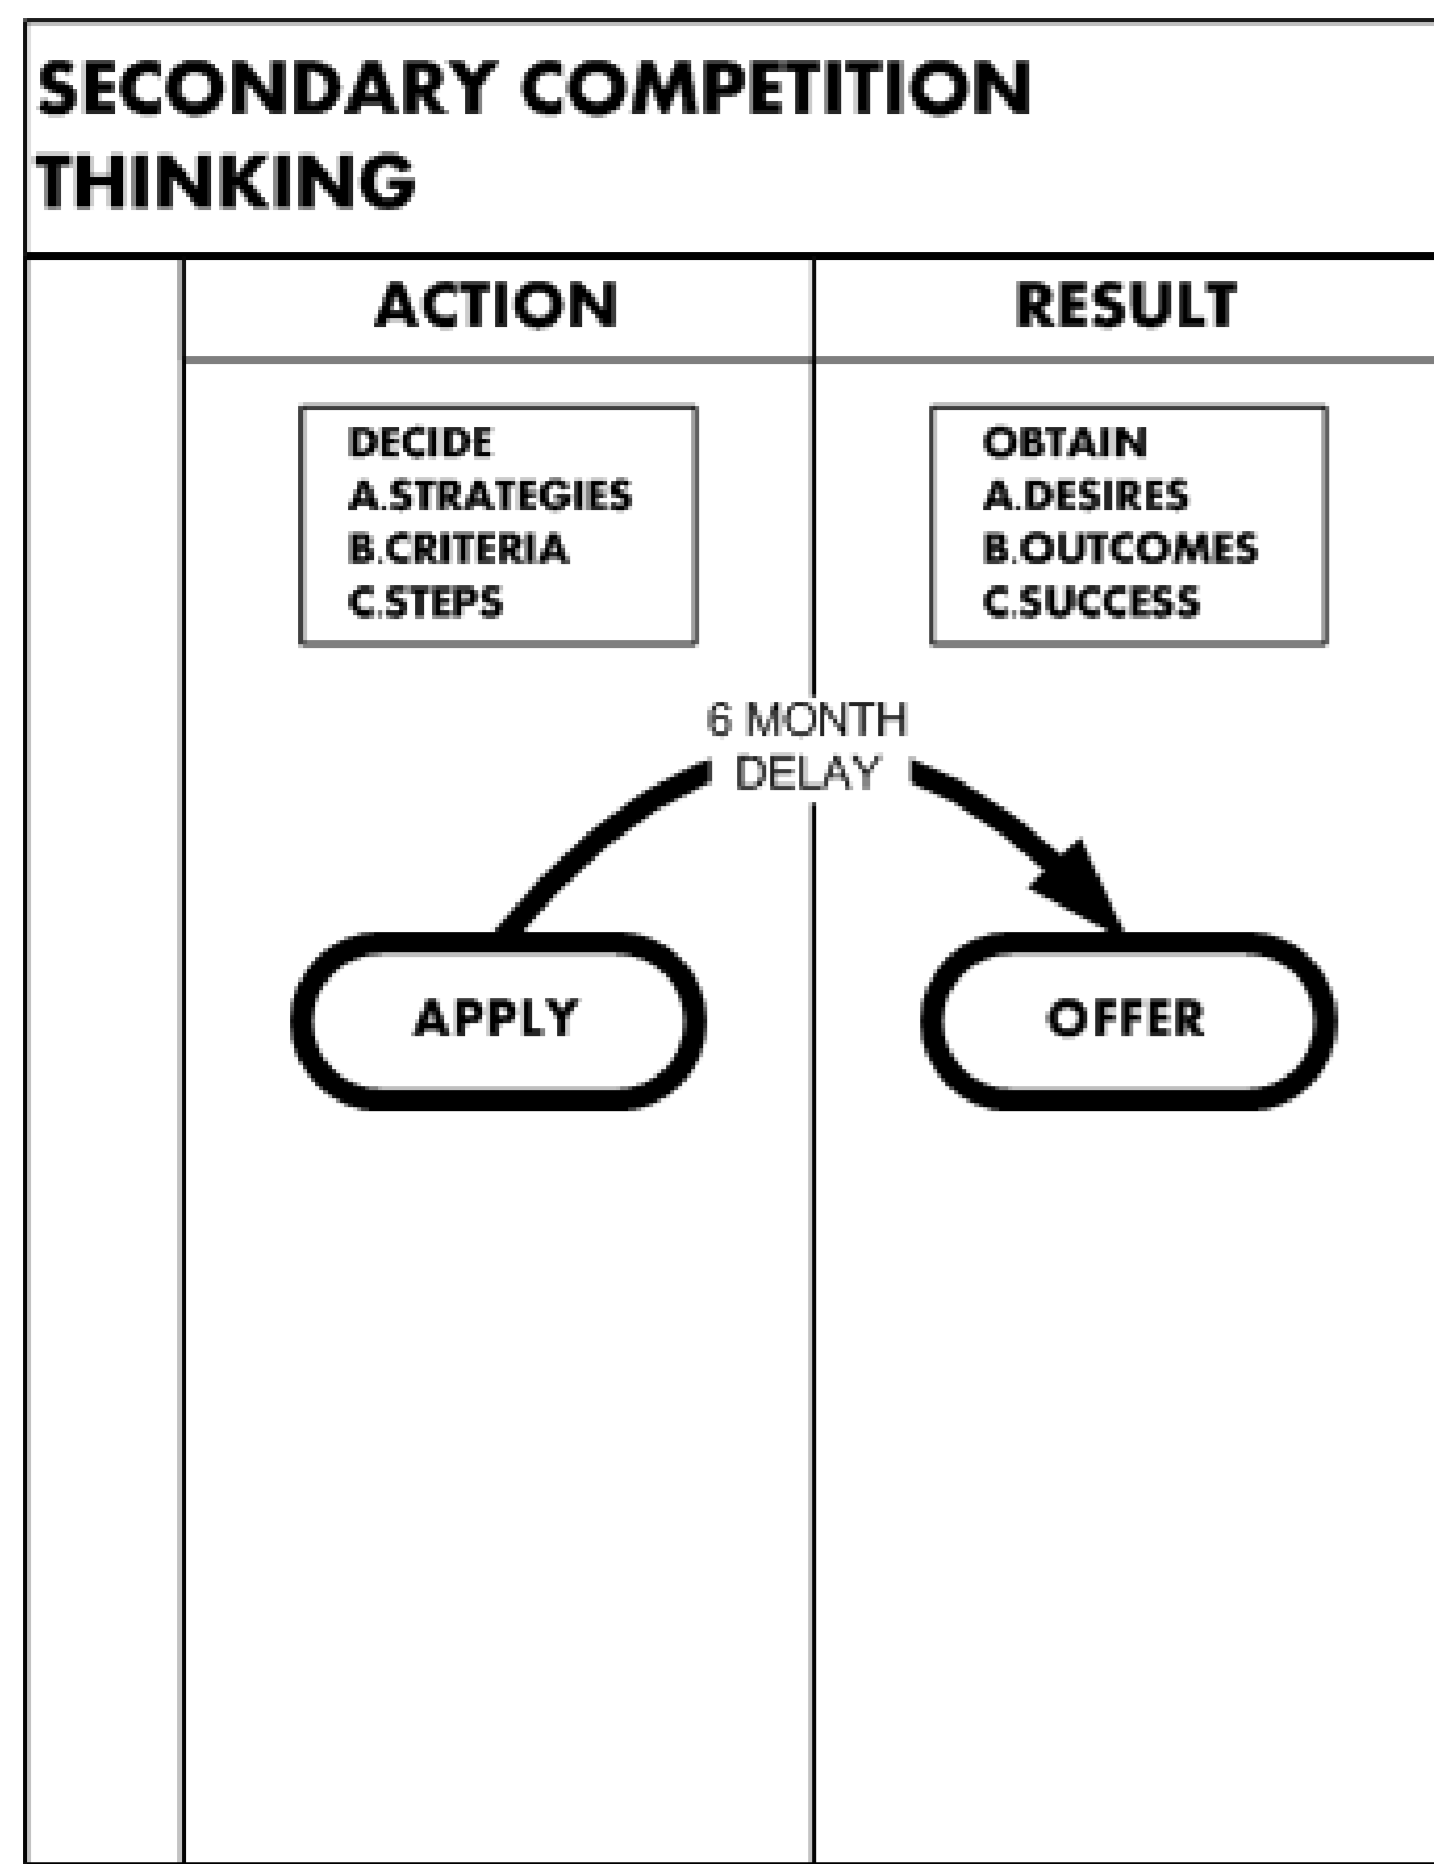 SECONDARY COMPETITION
THINKING
ACTION
RESULT
DECIDE
A.STRATEGIES
B.CRITERIA
C.STEPS
OBTAIN
A.DESIRES
B.OUTCOMES
C.SUCCESS
6 MONTH
DELAY
APPLY
OFFER